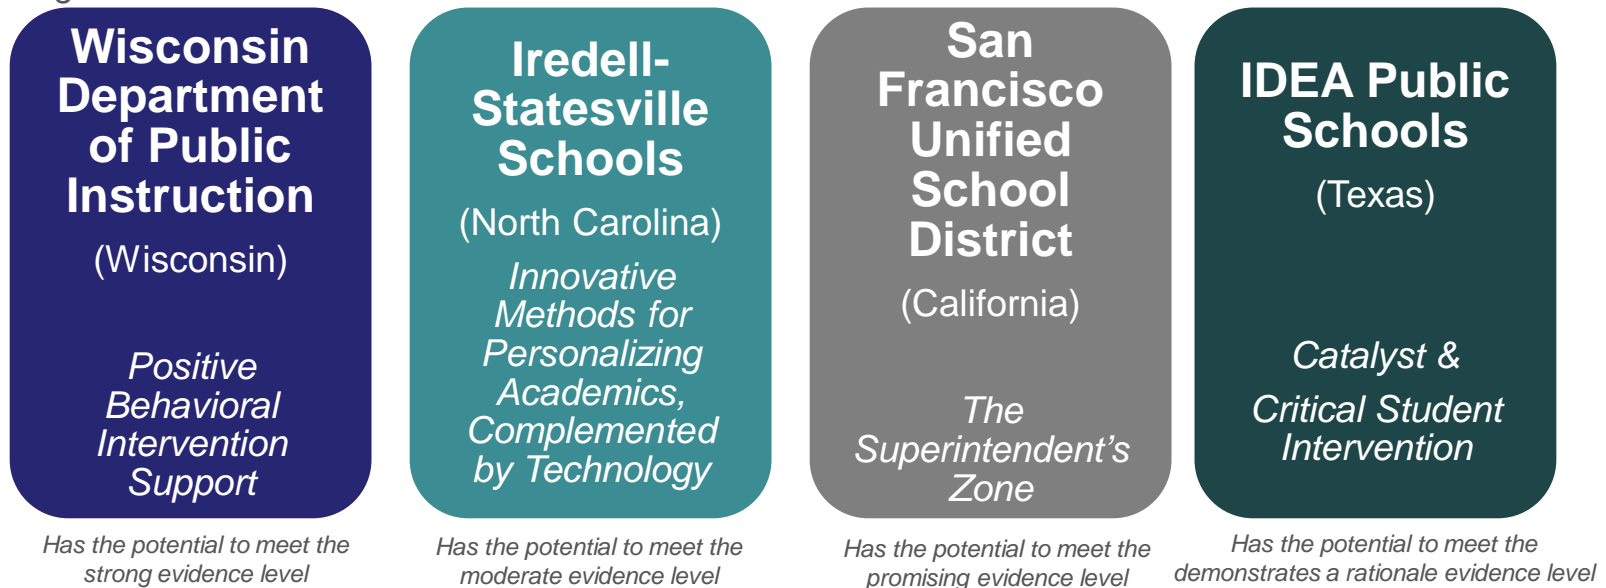 Wisconsin
Department
of Public
Instruction
(Wisconsin)
Positive
Behavioral
Intervention
Support
Has the potential to meet the
strong evidence level
Iredell-
Statesville
Schools
(North Carolina)
Innovative
Methods for
Personalizing
Academics,
Complemented
by Technology
Has the potential to meet the
moderate evidence level
San
Francisco
Unified
School
District
(California)
The
Superintendent's
Zone
Has the potential to meet the
promising evidence level
IDEA Public
Schools
(Texas)
Catalyst &
Critical Student
Intervention
Has the potential to meet the
demonstrates a rationale evidence level